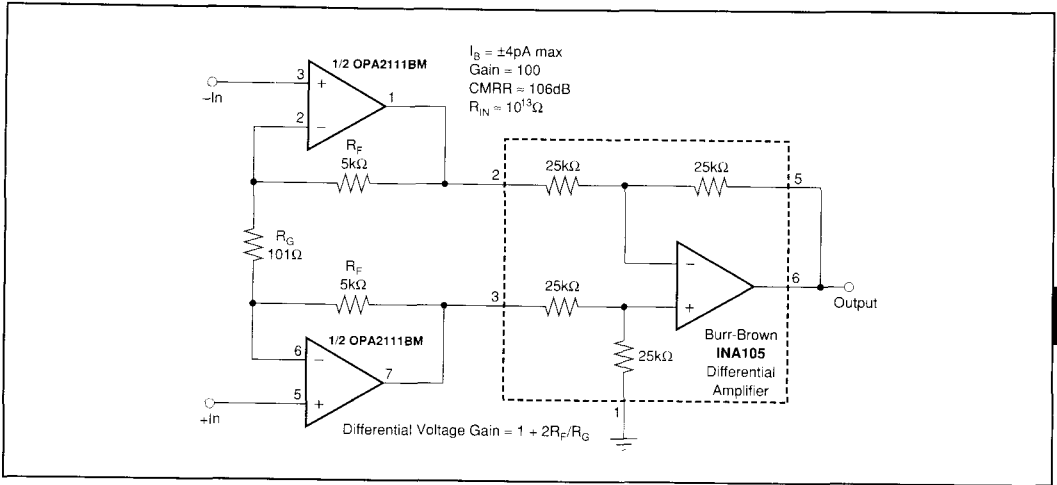 1/2 OPA2111BM
I_B = ±4pA max
Gain = 100
CMRR ≈ 106dB
R_IN ≈ 10^13Ω
3
+
1
–In
2
−
R_F
5kΩ
R_G
101Ω
R_F
5kΩ
1/2 OPA2111BM
6
−
7
5
+
+In
2
25kΩ
25kΩ
5
−
3
25kΩ
+
6
Output
25kΩ
1
Burr-Brown
INA105
Differential
Amplifier
Differential Voltage Gain = 1 + 2R_F/R_G